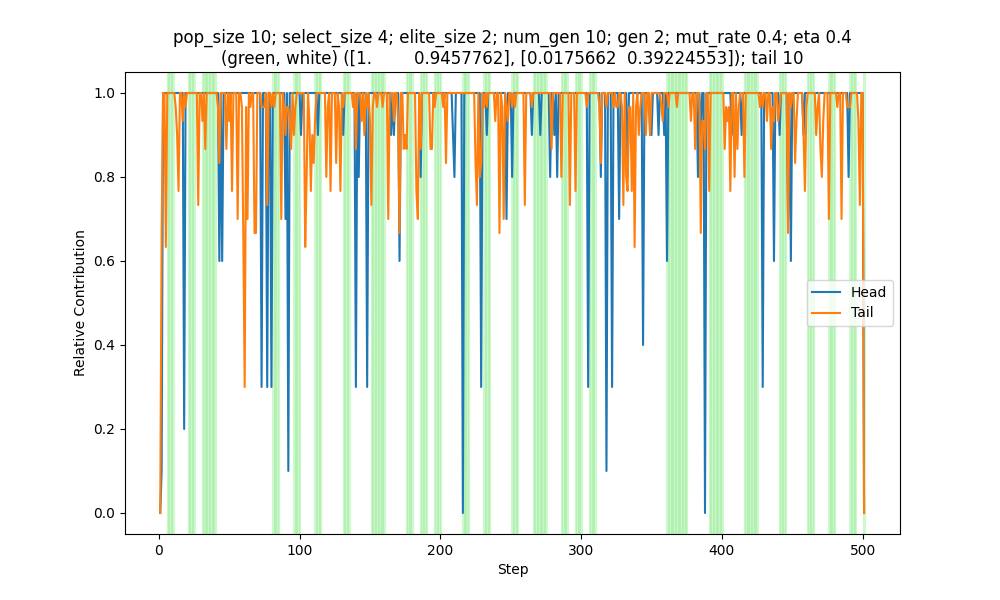 pop_size 10; select_size 4; elite_size 2; num_gen 10; gen 2; mut_rate 0.4; eta 0.4
(green, white) ([1.         0.9457762], [0.0175662  0.39224553]); tail 10
1.0
0.8
0.6
0.4
0.2
0.0
Relative Contribution
Head
Tail
0
100
200
300
400
500
Step